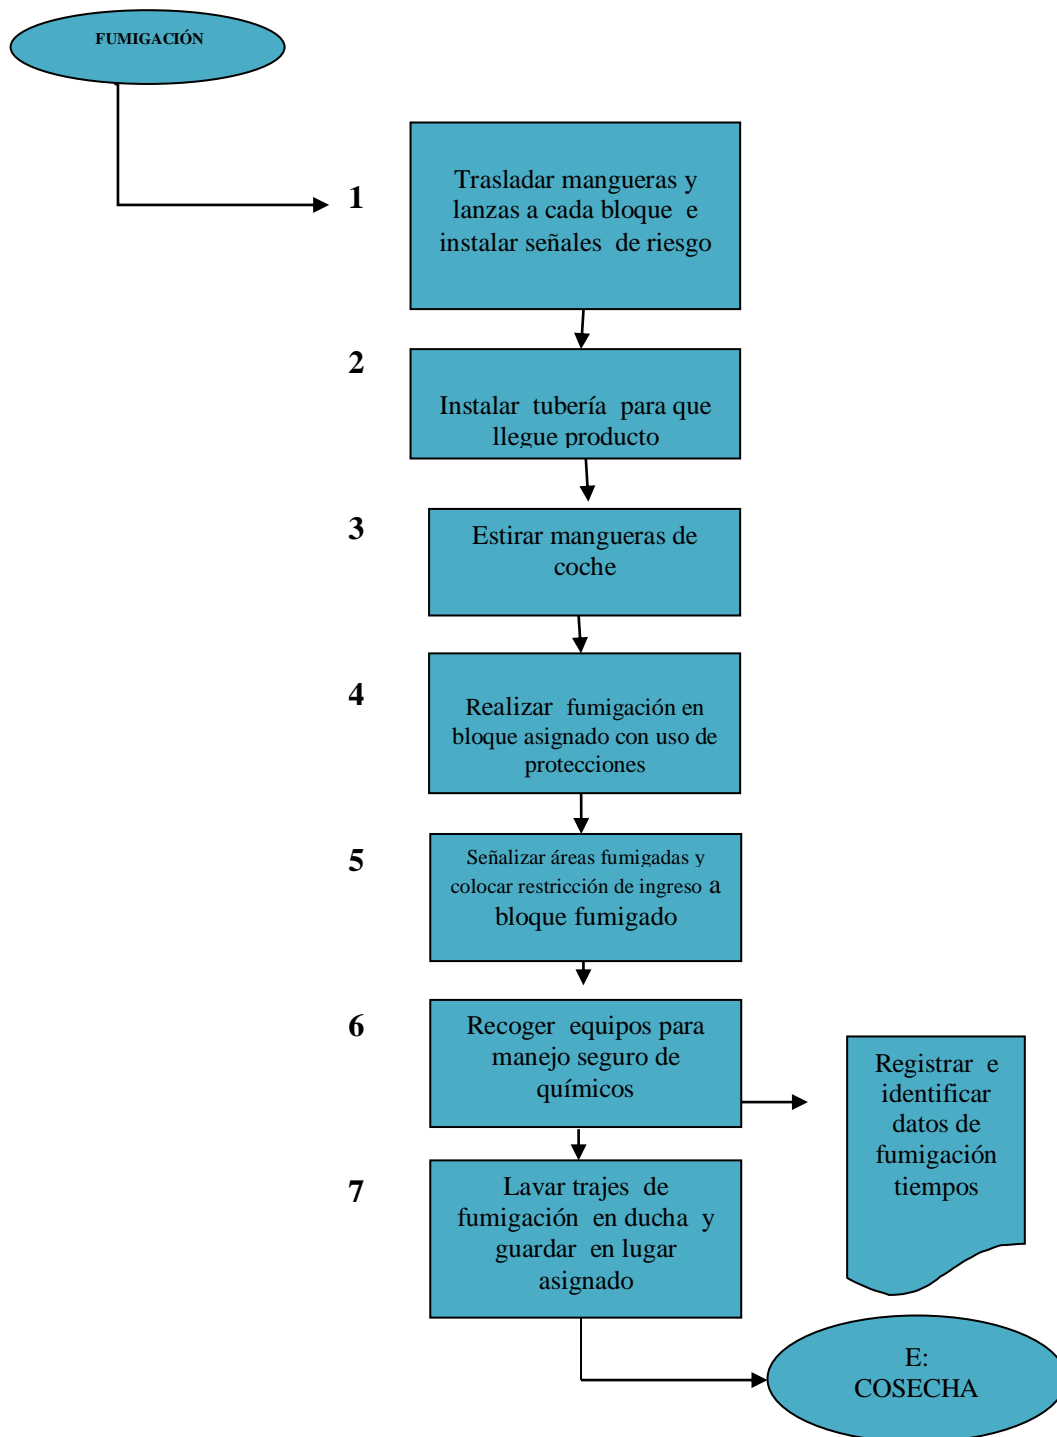 FUMIGACIÓN
1
Trasladar mangueras y
lanzas a cada bloque e
instalar señales de riesgo
2
Instalar tubería para que
llegue producto
3
Estirar mangueras de
coche
4
Realizar fumigación en
bloque asignado con uso de
protecciones
5
Señalizar áreas fumigadas y
colocar restricción de ingreso a
bloque fumigado
6
Recoger equipos para
manejo seguro de
químicos
Registrar e
identificar
datos de
fumigación
tiempos
7
Lavar trajes de
fumigación en ducha y
guardar en lugar
asignado
E:
COSECHA